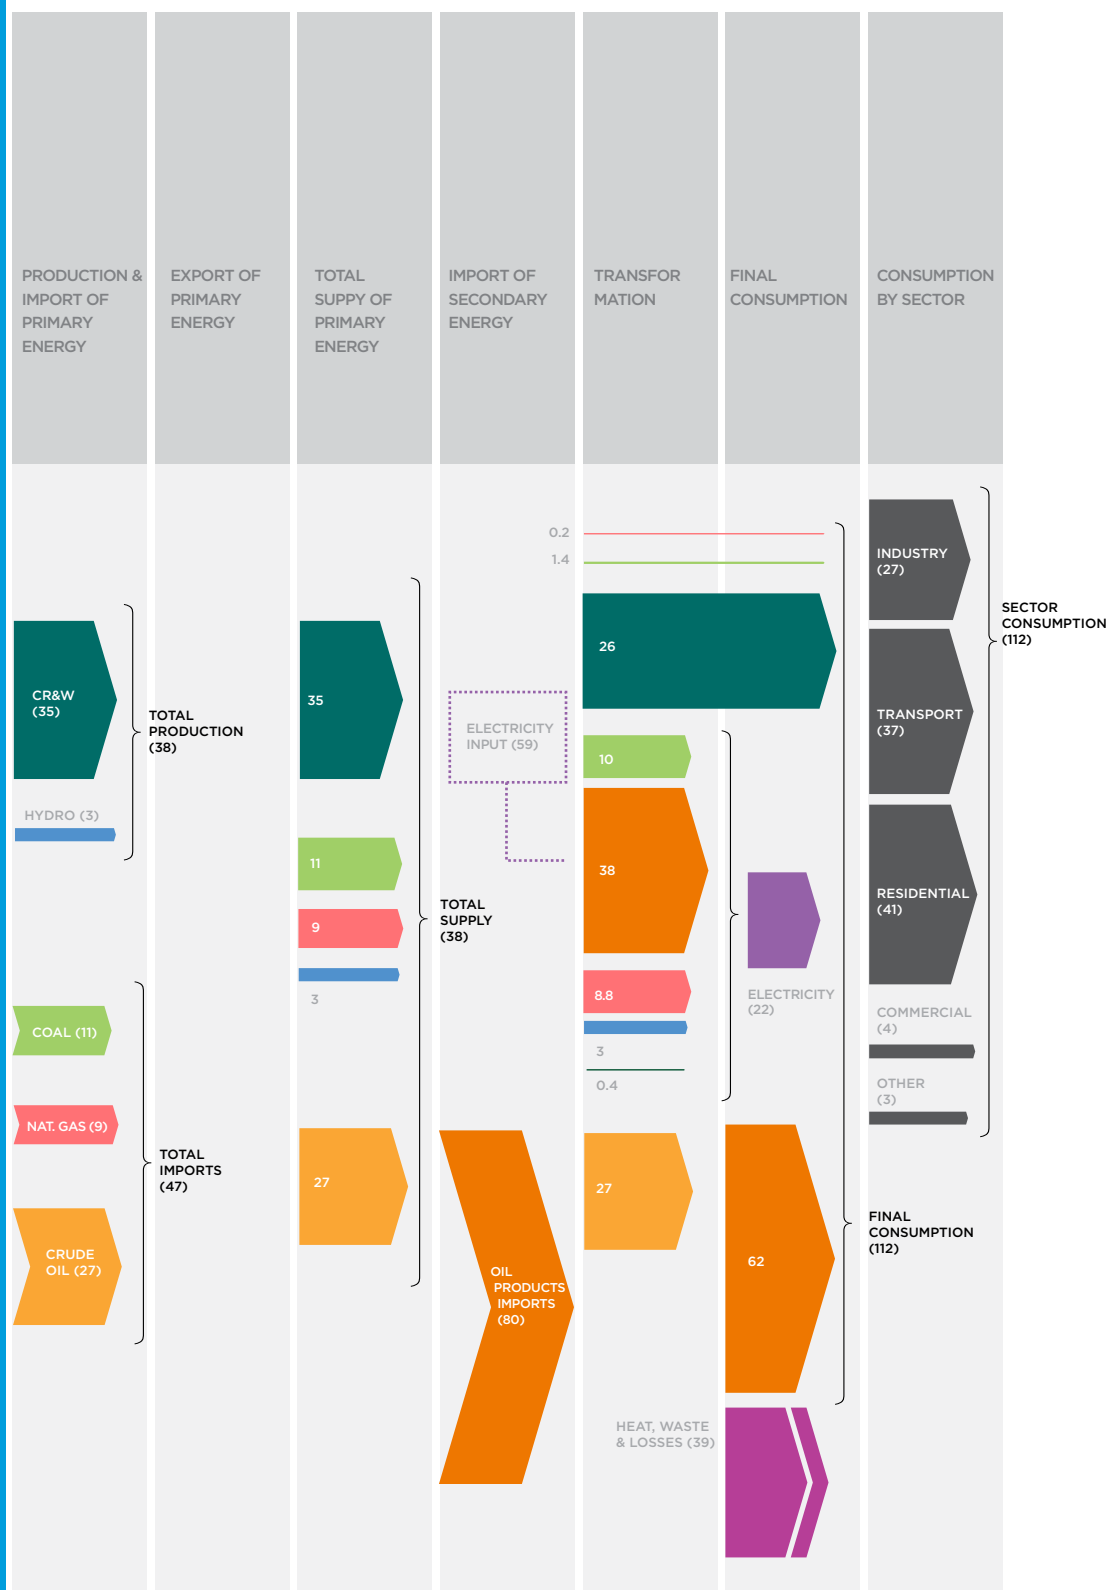 PRODUCTION &
IMPORT OF
PRIMARY
ENERGY
EXPORT OF
PRIMARY
ENERGY
TOTAL
SUPPY OF
PRIMARY
ENERGY
IMPORT OF
SECONDARY
ENERGY
TRANSFOR
MATION
FINAL
CONSUMPTION
CONSUMPTION
BY SECTOR
CR&W
(35)
HYDRO (3)
TOTAL
PRODUCTION
(38)
COAL (11)
NAT. GAS (9)
CRUDE
OIL (27)
TOTAL
IMPORTS
(47)
35
11
9
3
27
TOTAL
SUPPLY
(38)
ELECTRICITY
INPUT (59)
OIL
PRODUCTS
IMPORTS
(80)
0.2
1.4
26
10
38
8.8
3
0.4
27
HEAT, WASTE
& LOSSES (39)
ELECTRICITY
(22)
62
FINAL
CONSUMPTION
(112)
INDUSTRY
(27)
TRANSPORT
(37)
RESIDENTIAL
(41)
COMMERCIAL
(4)
OTHER
(3)
SECTOR
CONSUMPTION
(112)